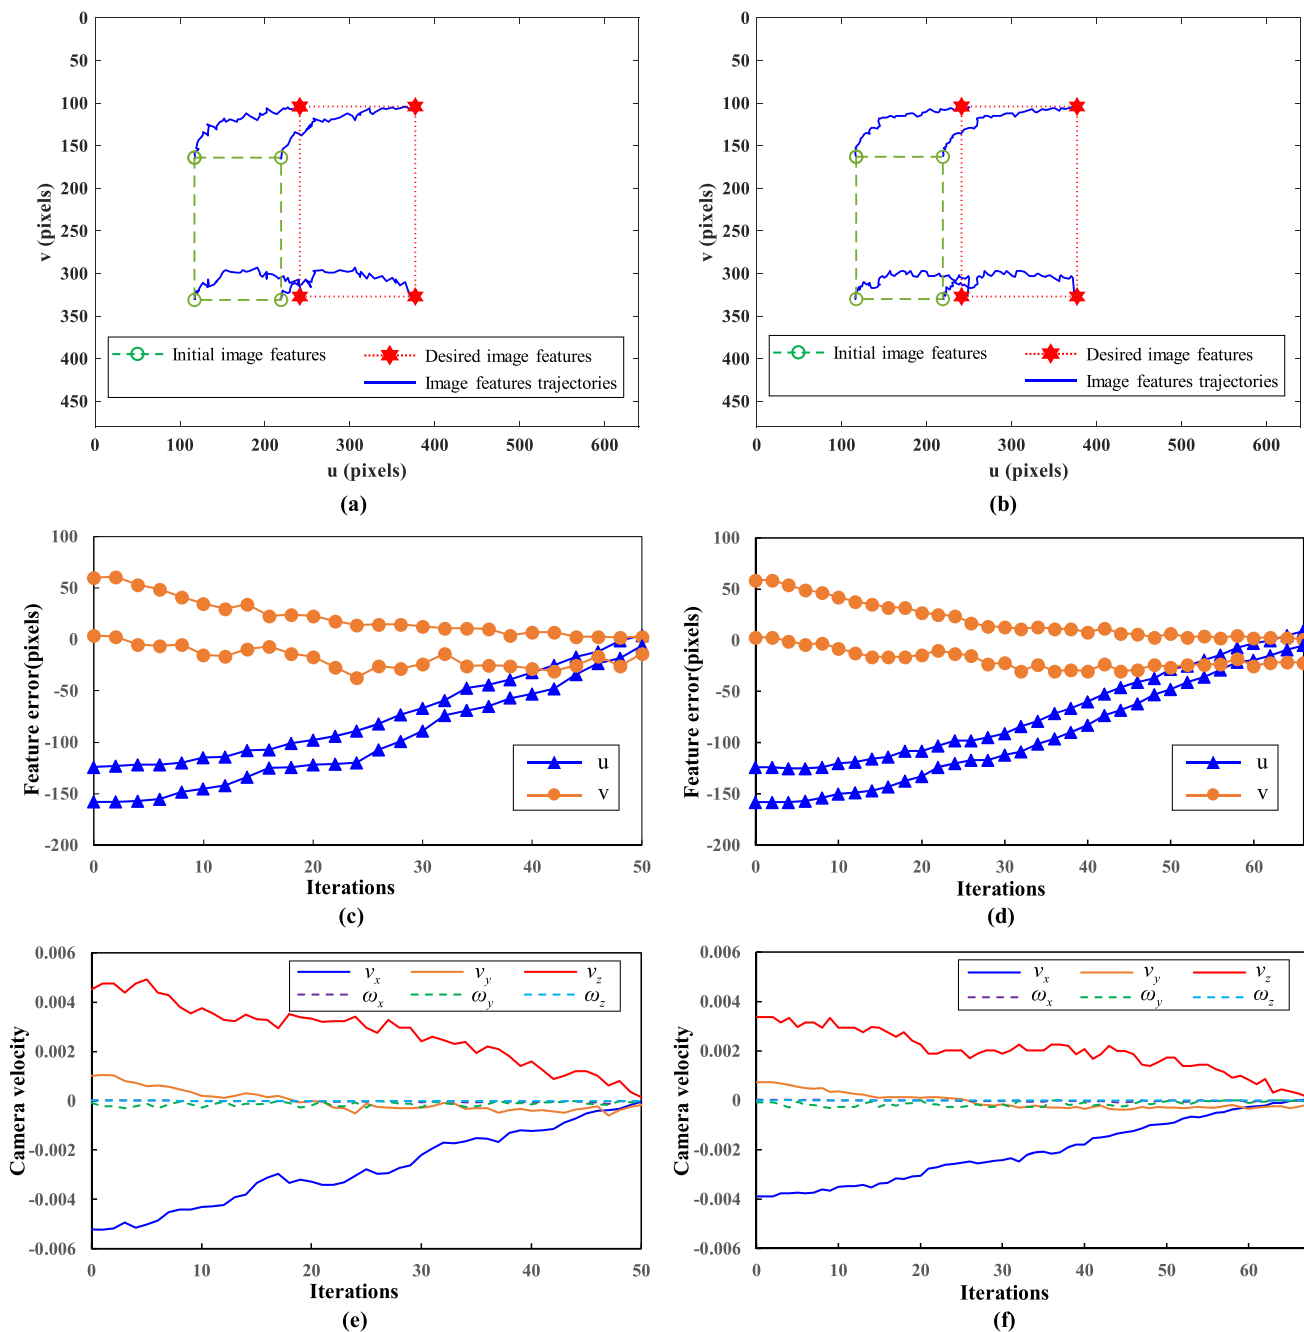 0
50
100
150
200
250
300
350
400
450
v (pixels)
Initial image features
Desired image features
Image features trajectories
0 100 200 300 400 500 600
u (pixels)
(a)
0
50
100
150
200
250
300
350
400
450
v (pixels)
Initial image features
Desired image features
Image features trajectories
0 100 200 300 400 500 600
u (pixels)
(b)
100
50
0
-50
-100
-150
-200
Feature error(pixels)
u
v
0 10 20 30 40 50
Iterations
(c)
100
50
0
-50
-100
-150
-200
Feature error(pixels)
u
v
0 10 20 30 40 50 60
Iterations
(d)
0.006
0.004
0.002
0
-0.002
-0.004
-0.006
Camera velocity
vx vy vz
ωx ωy ωz
0 10 20 30 40 50
Iterations
(e)
0.006
0.004
0.002
0
-0.002
-0.004
-0.006
Camera velocity
vx vy vz
ωx ωy ωz
0 10 20 30 40 50 60
Iterations
(f)